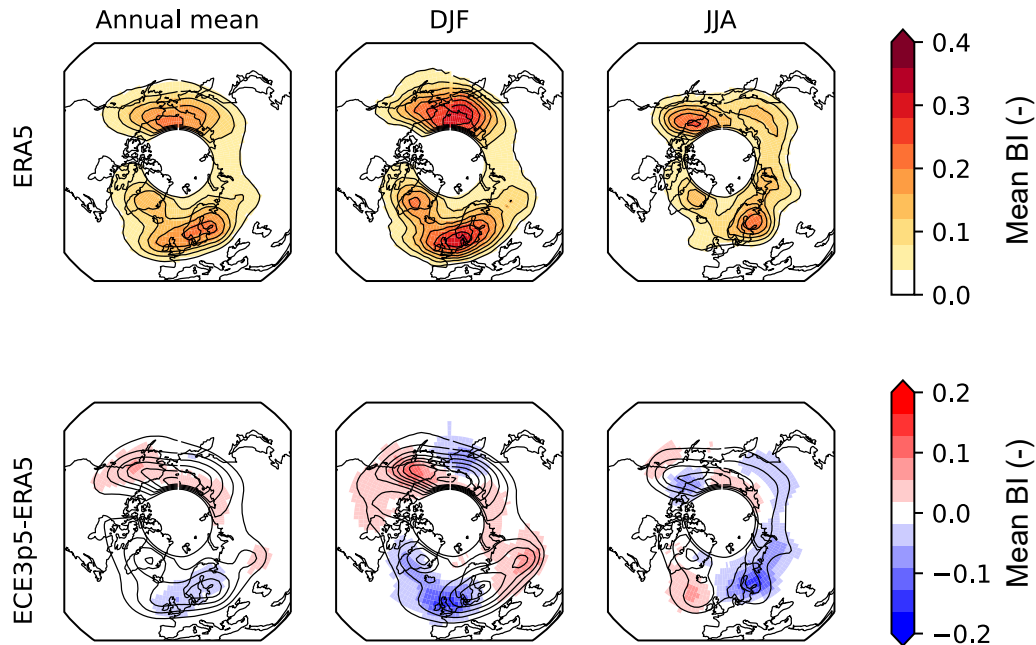 Annual mean
DJF
JJA
ERA5
0.4
0.3
0.2
0.1
0.0
Mean BI (-)
ECE3p5-ERA5
0.2
0.1
0.0
−0.1
−0.2
Mean BI (-)